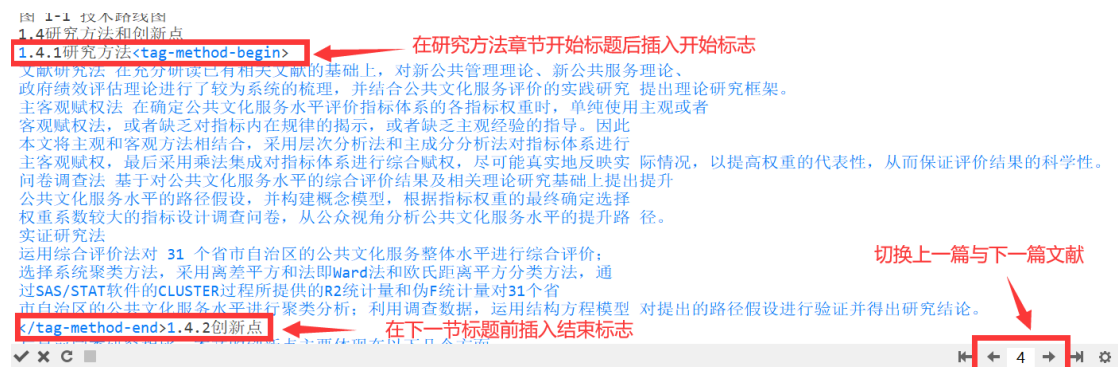 图 1-1 技术路线图
1.4研究方法和创新点
1.4.1研究方法<tag-method-begin>
在研究方法章节开始标题后插入开始标志
文献研究法 在充分研读已有相关文献的基础上，对新公共管理理论、新公共服务理论、
政府绩效评估理论进行了较为系统的梳理，并结合公共文化服务评价的实践研究 提出理论研究框架。
主客观赋权法 在确定公共文化服务水平评价指标体系的各指标权重时，单纯使用主观或者
客观赋权法，或者缺乏对指标内在规律的揭示，或者缺乏主观经验的指导。因此
本文将主观和客观方法相结合，采用层次分析法和主成分分析法对指标体系进行
主客观赋权，最后采用乘法集成对指标体系进行综合赋权，尽可能真实地反映实 际情况，以提高权重的代表性，从而保证评价结果的科学性。
问卷调查法 基于对公共文化服务水平的综合评价结果及相关理论研究基础上提出提升
公共文化服务水平的路径假设，并构建概念模型，根据指标权重的最终确定选择
权重系数较大的指标设计调查问卷，从公众视角分析公共文化服务水平的提升路 径。
实证研究法
运用综合评价法对 31 个省市自治区的公共文化服务整体水平进行综合评价；
选择系统聚类方法，采用离差平方和法即Ward法和欧氏距离平方分类方法，通
过SAS/STAT软件的CLUSTER过程所提供的R2统计量和伪F统计量对31个省
切换上一篇与下一篇文献
市自治区的公共文化服务水平进行聚类分析；利用调查数据，运用结构方程模型 对提出的路径假设进行验证并得出研究结论。
</tag-method-end>1.4.2创新点
在下一节标题前插入结束标志
4